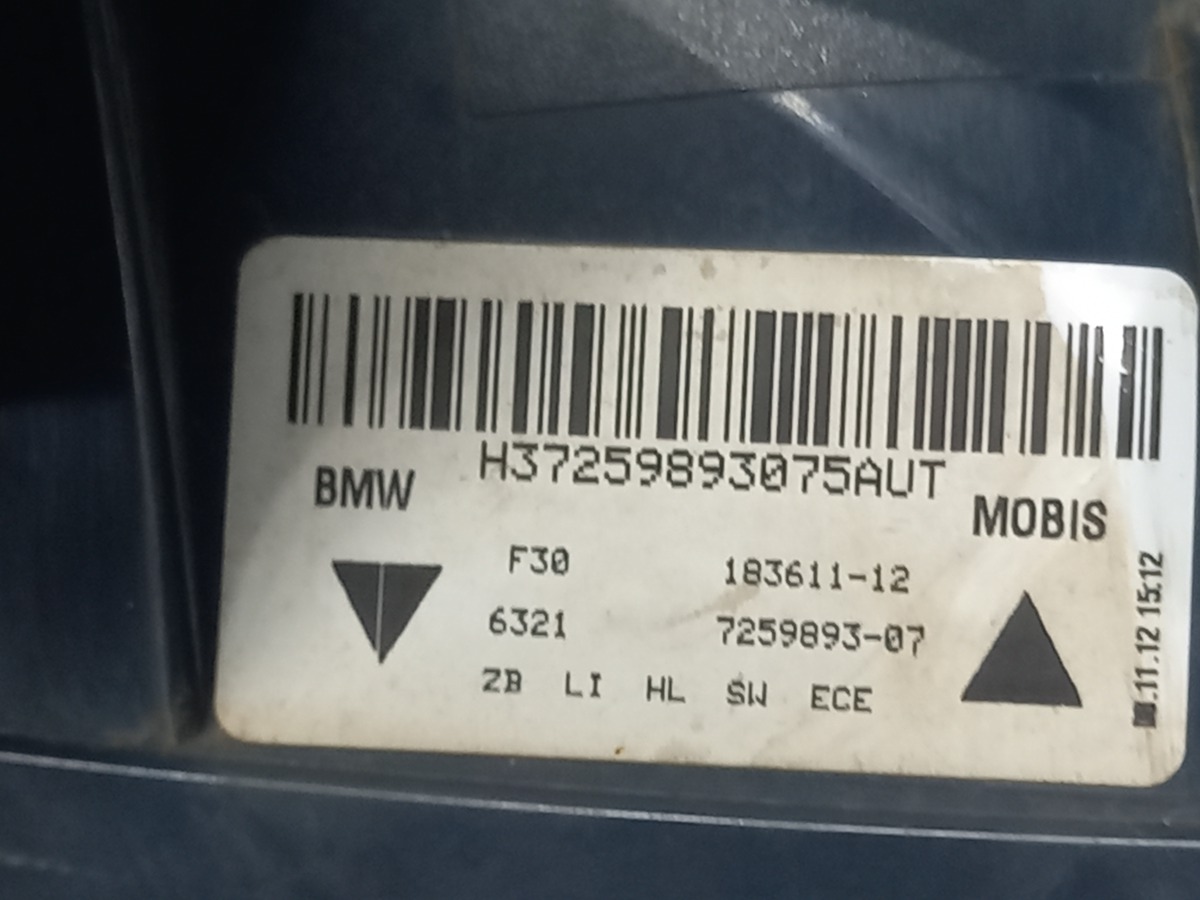 H37259893075AUT
BMW
MOBIS
F30 183611-12
6321 7259893-07
ZB LI HL SW ECE
.11.12 15:12